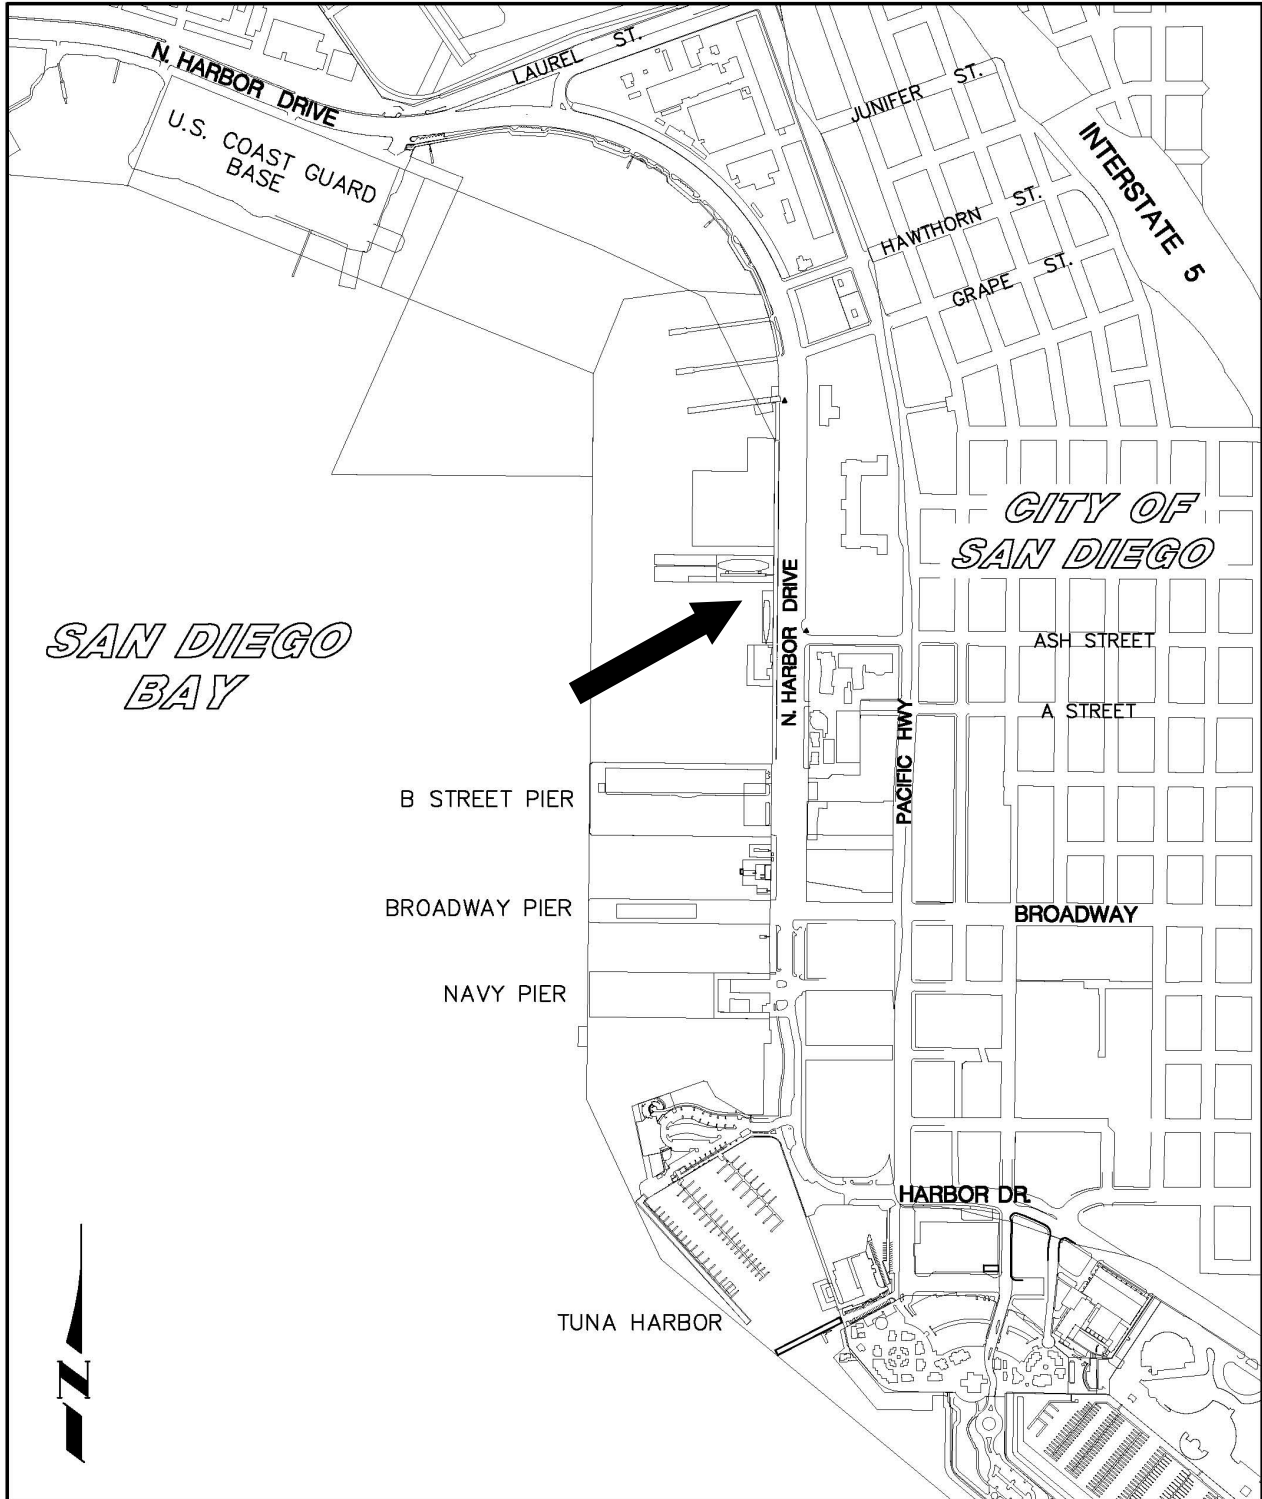 LAUREL ST.
N. HARBOR DRIVE
JUNIFER ST.
U.S. COAST GUARD
BASE
INTERSTATE 5
HAWTHORN ST.
GRAPE ST.
CITY OF
SAN DIEGO
N. HARBOR DRIVE
SAN DIEGO
BAY
ASH STREET
A STREET
PACIFIC HWY
B STREET PIER
BROADWAY PIER
BROADWAY
NAVY PIER
HARBOR DR.
TUNA HARBOR
N